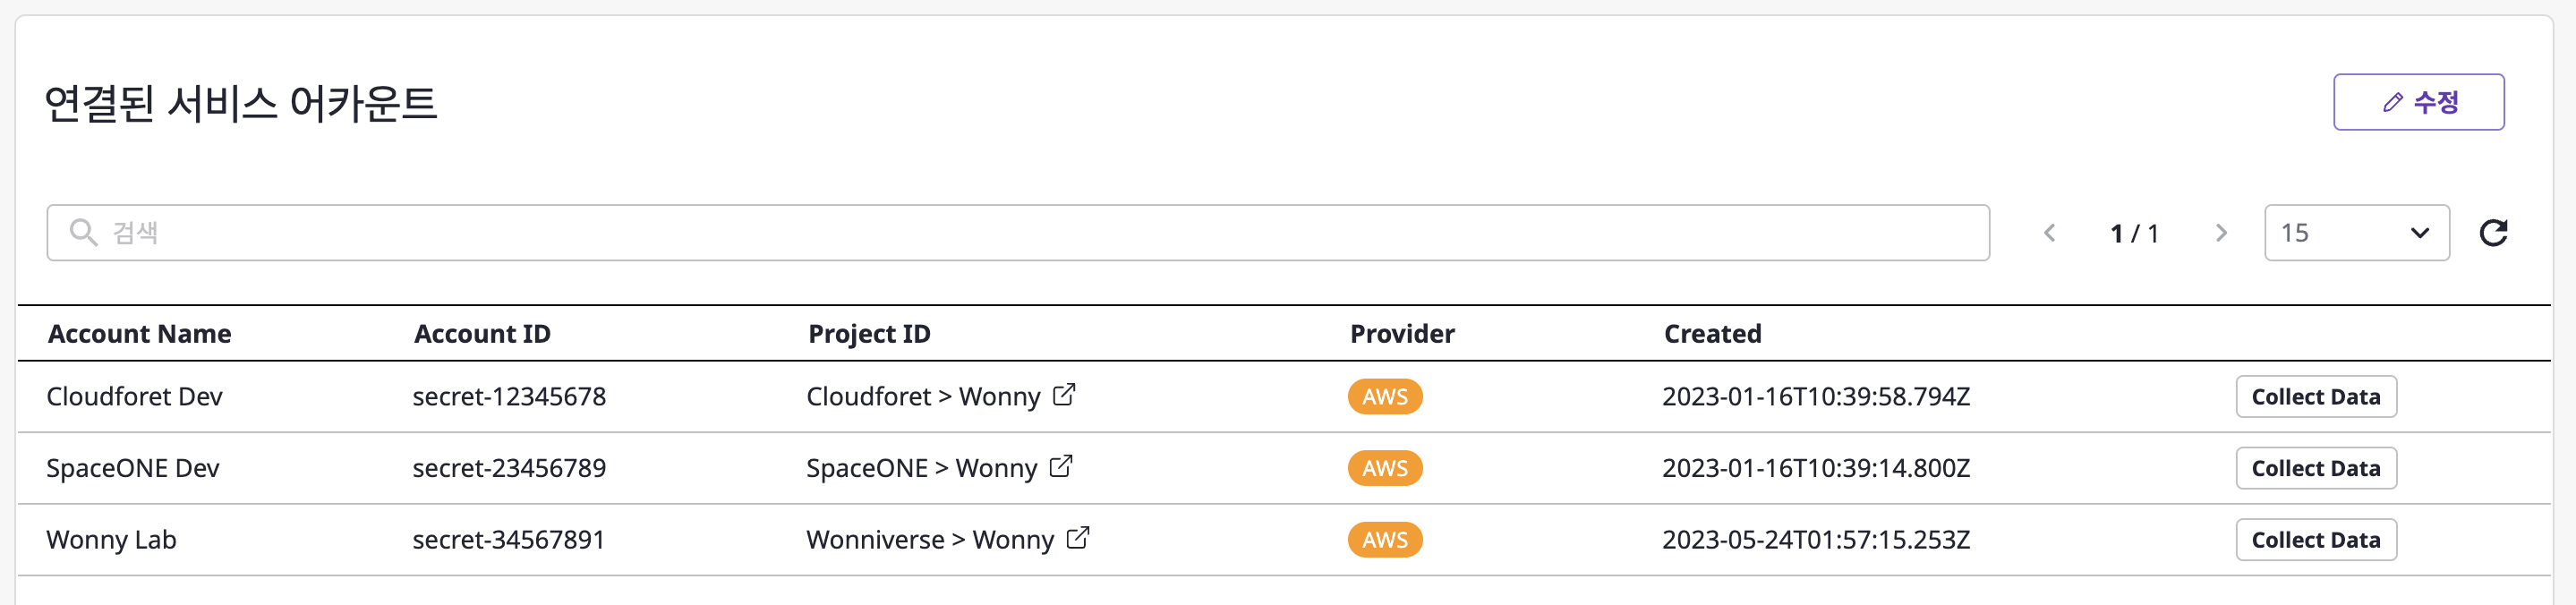 연결된 서비스 어카운트
수정
검색
1 / 1
15
Account Name Account ID Project ID Provider Created
Cloudforet Dev secret-12345678 Cloudforet > Wonny AWS 2023-01-16T10:39:58.794Z Collect Data
SpaceONE Dev secret-23456789 SpaceONE > Wonny AWS 2023-01-16T10:39:14.800Z Collect Data
Wonny Lab secret-34567891 Wonniverse > Wonny AWS 2023-05-24T01:57:15.253Z Collect Data